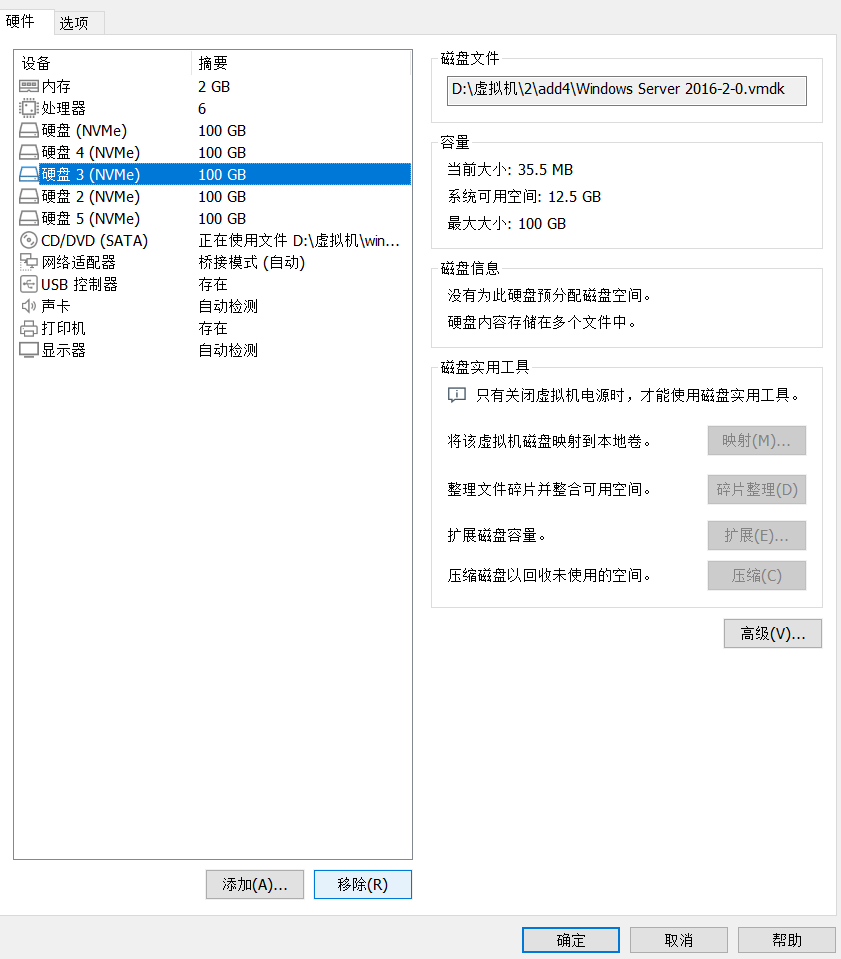 硬件 选项
设备 摘要
内存 2 GB
处理器 6
硬盘 (NVMe) 100 GB
硬盘 4 (NVMe) 100 GB
硬盘 3 (NVMe) 100 GB
硬盘 2 (NVMe) 100 GB
硬盘 5 (NVMe) 100 GB
CD/DVD (SATA) 正在使用文件 D:\虚拟机\win...
网络适配器 桥接模式 (自动)
USB 控制器 存在
声卡 自动检测
打印机 存在
显示器 自动检测
添加(A)... 移除(R)
磁盘文件
D:\虚拟机\2\add4\Windows Server 2016-2-0.vmdk
容量
当前大小: 35.5 MB
系统可用空间: 12.5 GB
最大大小: 100 GB
磁盘信息
没有为此硬盘预分配磁盘空间。
硬盘内容存储在多个文件中。
磁盘实用工具
只有关闭虚拟机电源时，才能使用磁盘实用工具。
将该虚拟机磁盘映射到本地卷。 映射(M)...
整理文件碎片并整合可用空间。 碎片整理(D)
扩展磁盘容量。 扩展(E)...
压缩磁盘以回收未使用的空间。 压缩(C)
高级(V)...
确定 取消 帮助